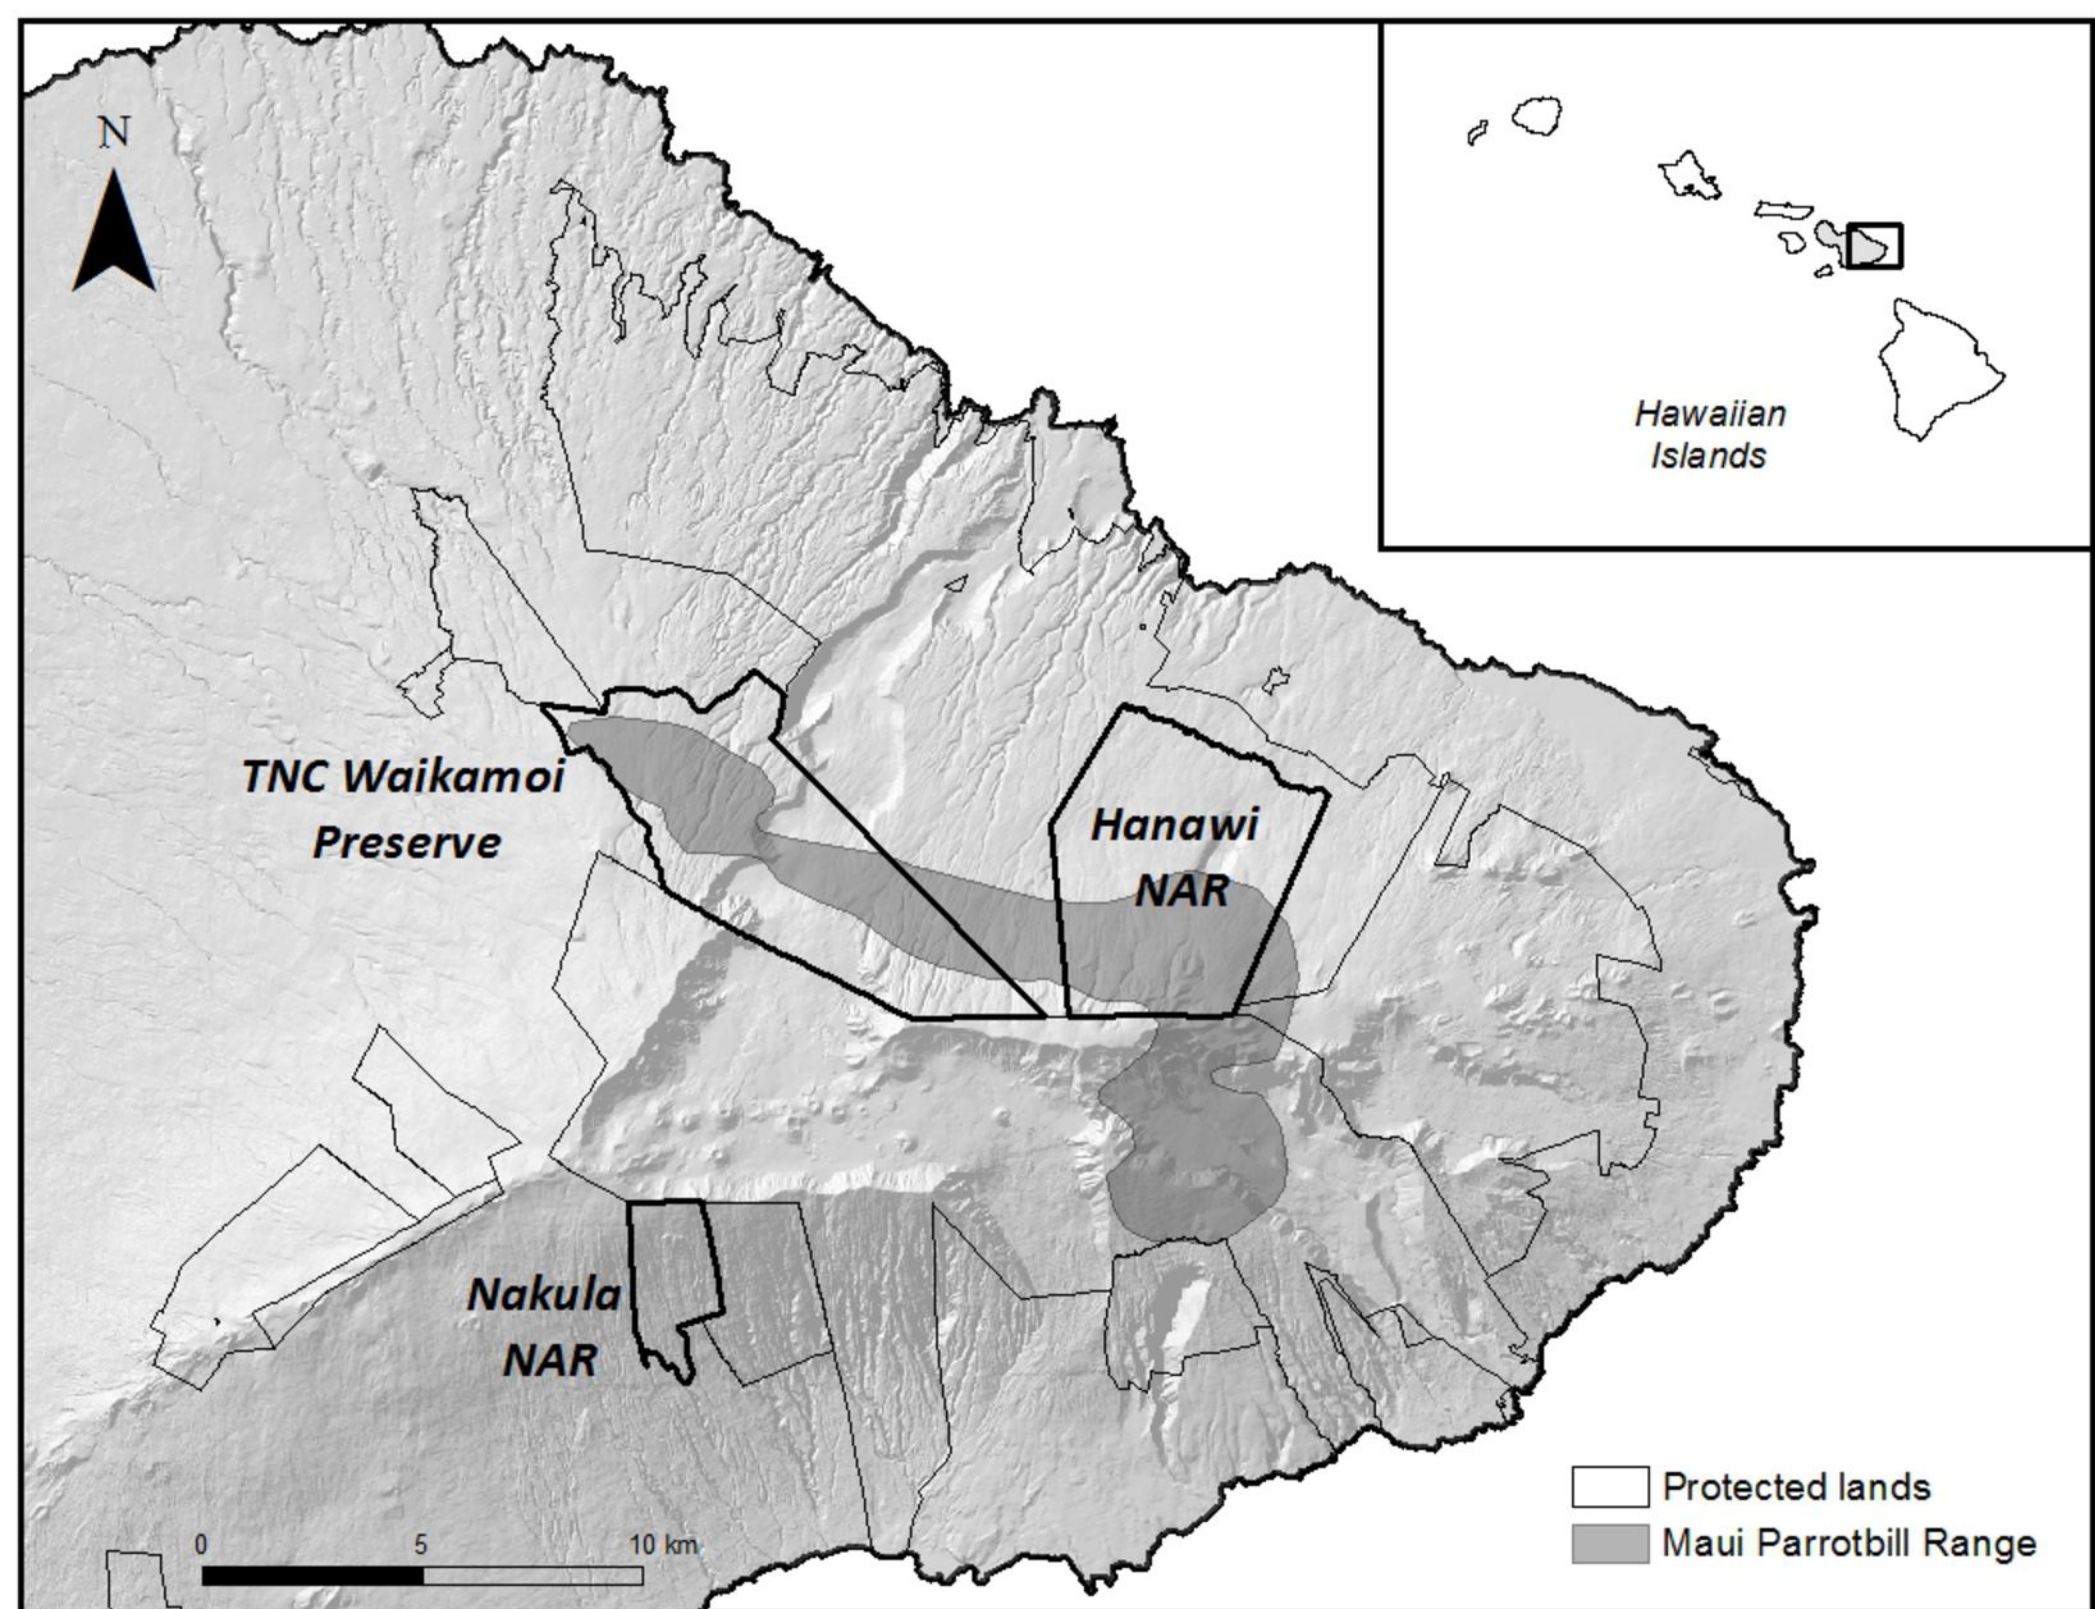 N
Hawaiian
Islands
TNC Waikamoi
Preserve
Hanawi
NAR
Nakula
NAR
0 5 10 km
Protected lands
Maui Parrotbill Range